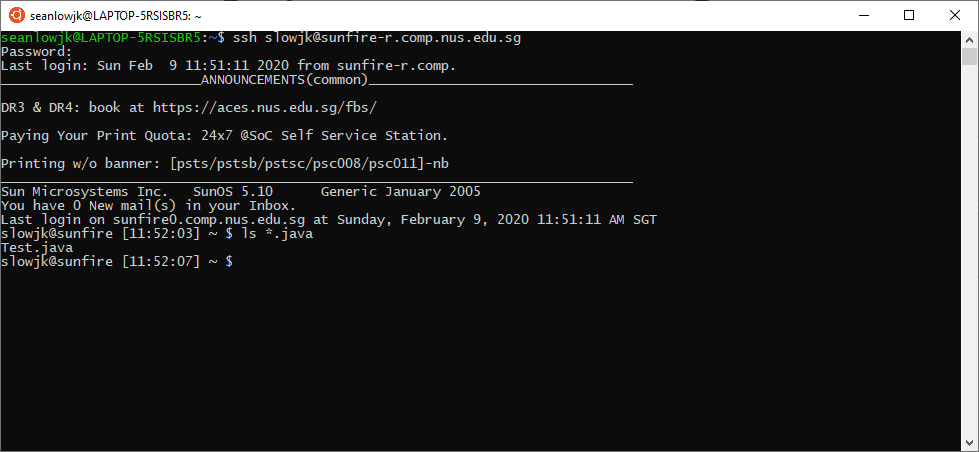 seanlowjk@LAPTOP-5RSISBR5: ~
seanlowjk@LAPTOP-5RSISBR5:~$ ssh slowjk@sunfire-r.comp.nus.edu.sg
Password:
Last login: Sun Feb  9 11:51:11 2020 from sunfire-r.comp.
_________________________ANNOUNCEMENTS(common)_________________________________
DR3 & DR4: book at https://aces.nus.edu.sg/fbs/
Paying Your Print Quota: 24x7 @SoC Self Service Station.
Printing w/o banner: [psts/pstsb/pstsc/psc008/psc011]-nb
_______________________________________________________________________________
Sun Microsystems Inc.   SunOS 5.10      Generic January 2005
You have 0 New mail(s) in your Inbox.
Last login on sunfire0.comp.nus.edu.sg at Sunday, February 9, 2020 11:51:11 AM SGT
slowjk@sunfire [11:52:03] ~ $ ls *.java
Test.java
slowjk@sunfire [11:52:07] ~ $